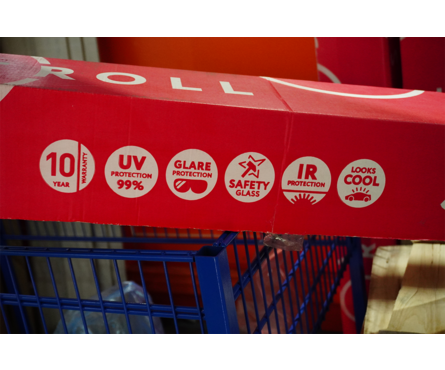 ROLL
10
YEAR
WARRANTY
UV
PROTECTION
99%
GLARE
PROTECTION
SAFETY
GLASS
IR
PROTECTION
LOOKS
COOL